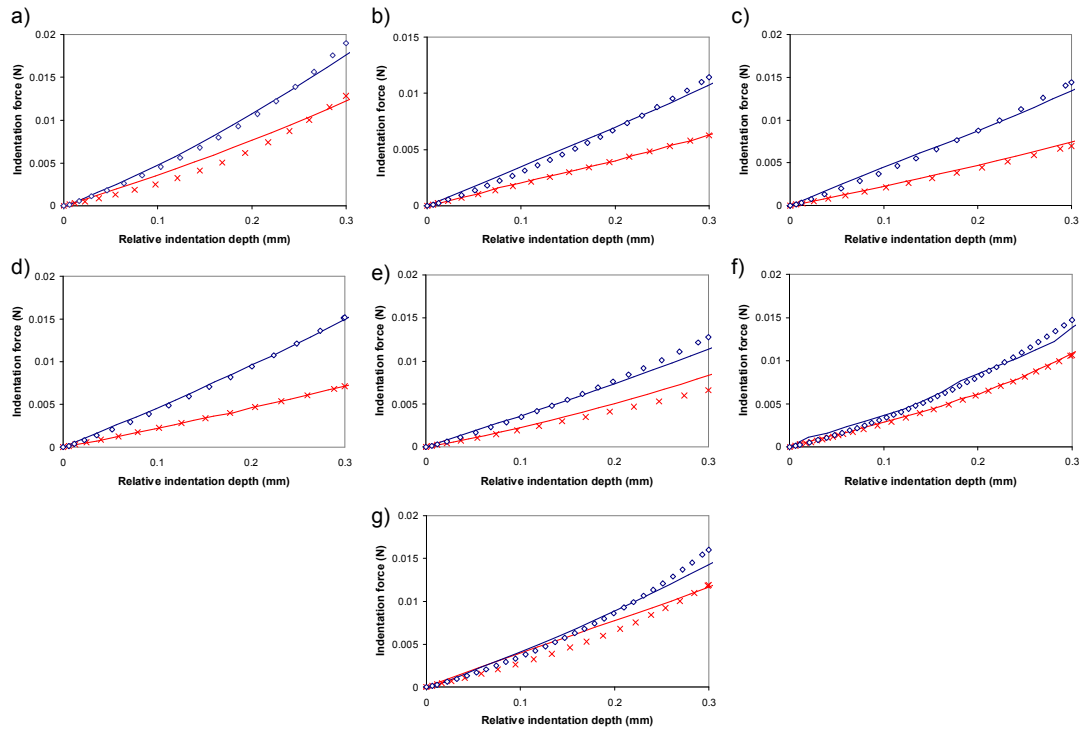 a)
Indentation force (N)
0.02
0.015
0.01
0.005
0
0
0.1
0.2
0.3
Relative indentation depth (mm)
b)
Indentation force (N)
0.015
0.01
0.005
0
0
0.1
0.2
0.3
Relative indentation depth (mm)
c)
Indentation force (N)
0.02
0.015
0.01
0.005
0
0
0.1
0.2
0.3
Relative indentation depth (mm)
d)
Indentation force (N)
0.02
0.015
0.01
0.005
0
0
0.1
0.2
0.3
Relative indentation depth (mm)
e)
Indentation force (N)
0.02
0.015
0.01
0.005
0
0
0.1
0.2
0.3
Relative indentation depth (mm)
f)
Indentation force (N)
0.02
0.015
0.01
0.005
0
0
0.1
0.2
0.3
Relative indentation depth (mm)
g)
Indentation force (N)
0.02
0.015
0.01
0.005
0
0
0.1
0.2
0.3
Relative indentation depth (mm)